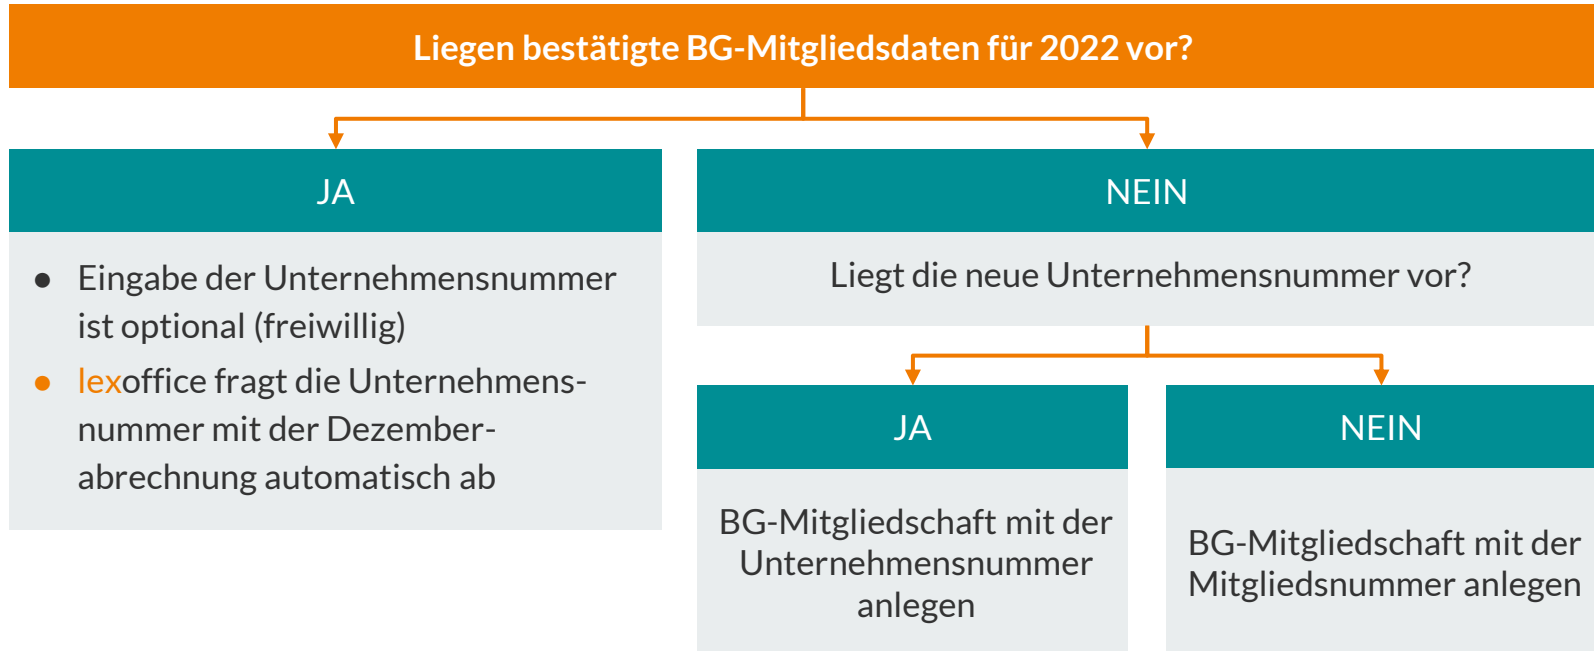 Liegen bestätigte BG-Mitgliedsdaten für 2022 vor?
JA
● Eingabe der Unternehmensnummer
ist optional (freiwillig)
● lexoffice fragt die Unternehmens-
nummer mit der Dezember-
abrechnung automatisch ab
NEIN
Liegt die neue Unternehmensnummer vor?
JA
BG-Mitgliedschaft mit der
Unternehmensnummer
anlegen
NEIN
BG-Mitgliedschaft mit der
Mitgliedsnummer anlegen